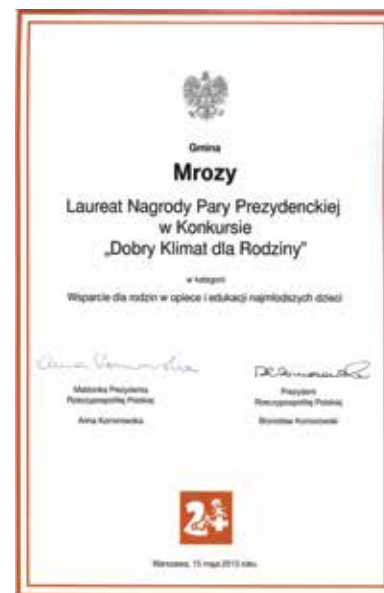 Gmina
Mrozy
Laureat Nagrody Pary Prezydenckiej
w Konkursie
„Dobry Klimat dla Rodziny"
w kategorii
Wsparcie dla rodzin w opiece i edukacji najmłodszych dzieci
Małżonka Prezydenta
Rzeczypospolitej Polskiej
Anna Komorowska
Prezydent
Rzeczypospolitej Polskiej
Bronisław Komorowski
2+
Warszawa, 15 maja 2013 roku